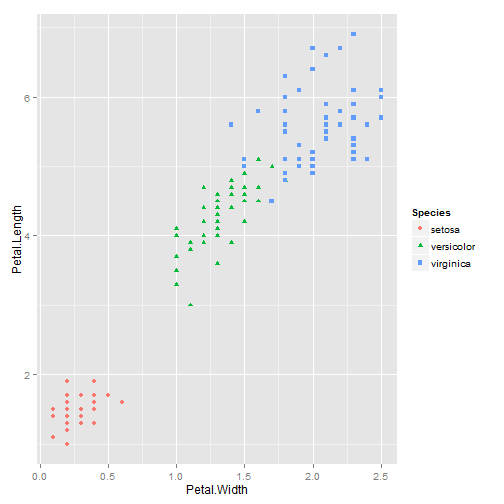 6
4
2
Petal.Length
0.0 0.5 1.0 1.5 2.0 2.5
Petal.Width
Species
setosa
versicolor
virginica